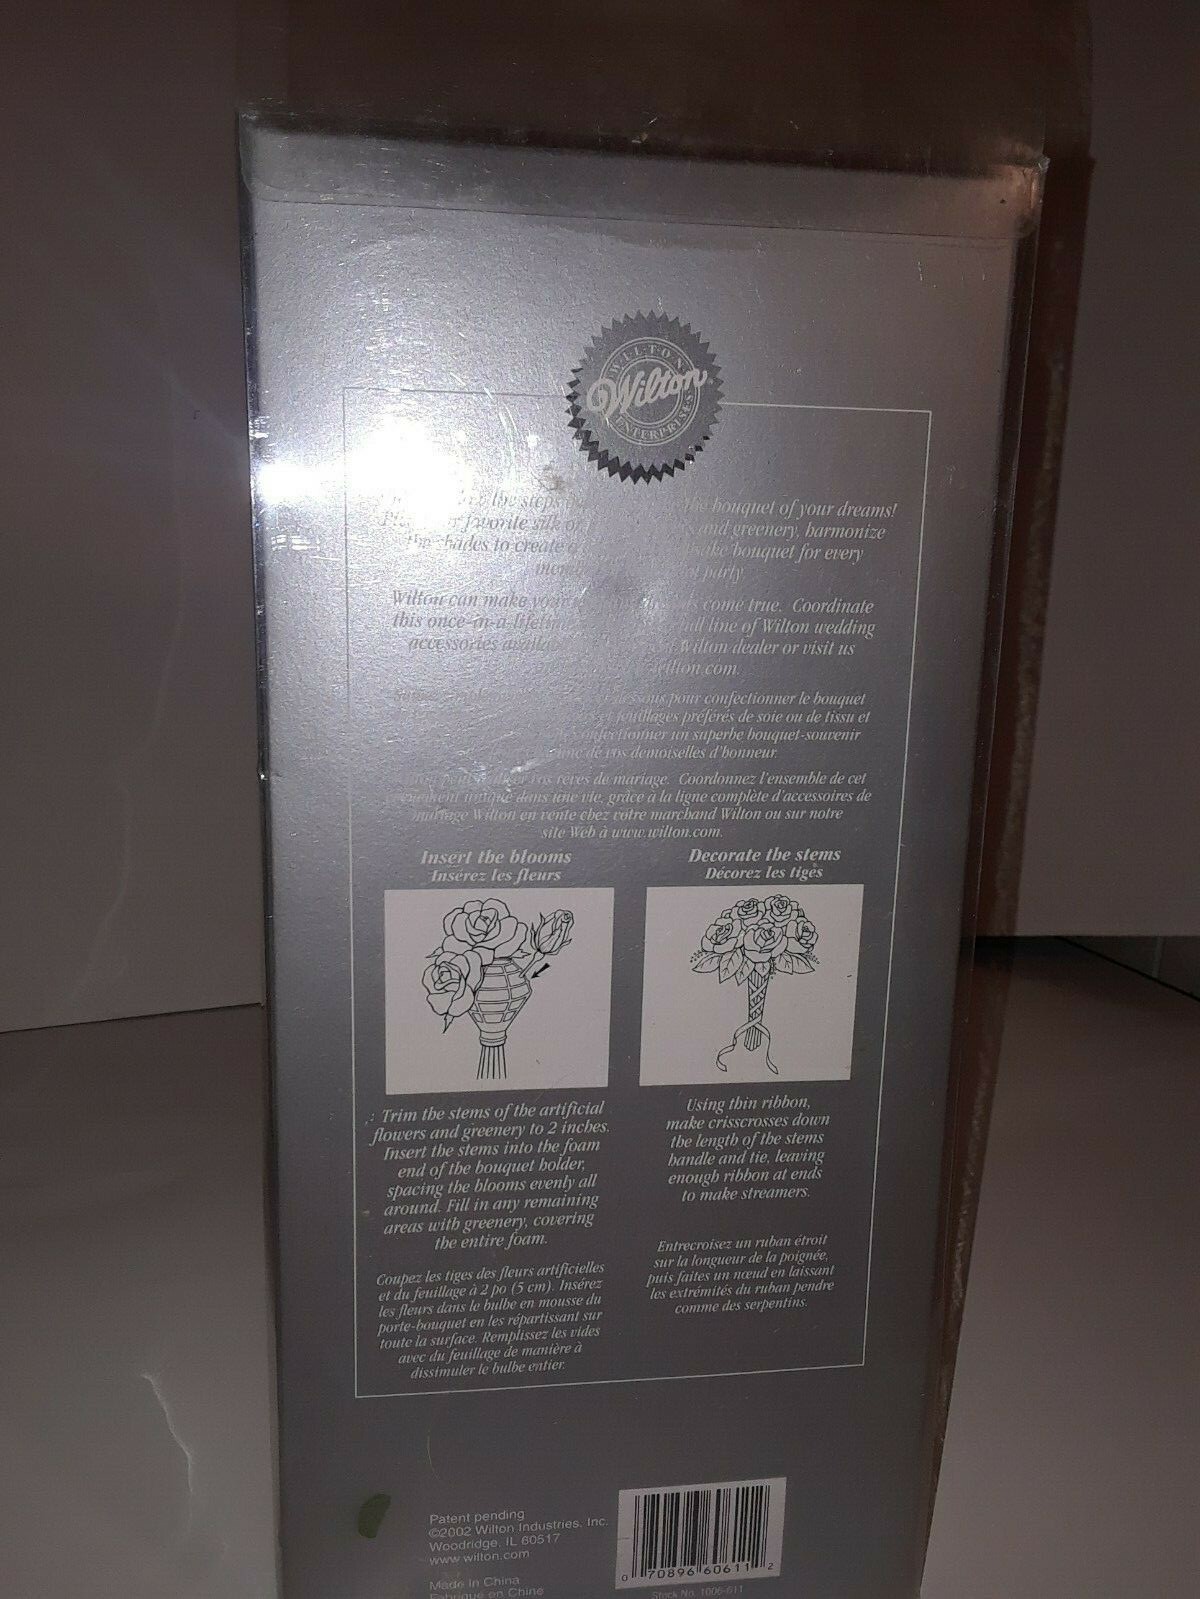 WILTON
Wilton
ENTERPRISES
the steps the bouquet of your dreams!
favorite silk or and greenery, harmonize
the shades to create a bouquet for every
party.
Wilton can make your come true. Coordinate
this once-in-a-lifetime full line of Wilton wedding
accessories Wilton dealer or visit us
wilton.com.
pour confectionner le bouquet
et feuillages préférés de soie ou de tissu et
confectionner un superbe bouquet-souvenir
de vos demoiselles d'honneur.
vos rêves de mariage. Coordonnez l'ensemble de cet
unique dans une vie, grâce à la ligne complète d'accessoires de
mariage Wilton en vente chez votre marchand Wilton ou sur notre
site Web à www.wilton.com.
Insert the blooms
Insérez les fleurs
Trim the stems of the artificial
flowers and greenery to 2 inches.
Insert the stems into the foam
end of the bouquet holder,
spacing the blooms evenly all
around. Fill in any remaining
areas with greenery, covering
the entire foam.
Coupez les tiges des fleurs artificielles
et du feuillage à 2 po (5 cm). Insérez
les fleurs dans le bulbe en mousse du
porte-bouquet en les répartissant sur
toute la surface. Remplissez les vides
avec du feuillage de manière à
dissimuler le bulbe entier.
Decorate the stems
Décorez les tiges
Using thin ribbon,
make crisscrosses down
the length of the stems
handle and tie, leaving
enough ribbon at ends
to make streamers.
Entrecroisez un ruban étroit
sur la longueur de la poignée,
puis faites un nœud en laissant
les extrémités du ruban pendre
comme des serpentins.
Patent pending
©2002 Wilton Industries, Inc.
Woodridge, IL 60517
www.wilton.com
Made in China
Fabriqué en Chine
0 70896 60611 2
Stock No. 1006-611